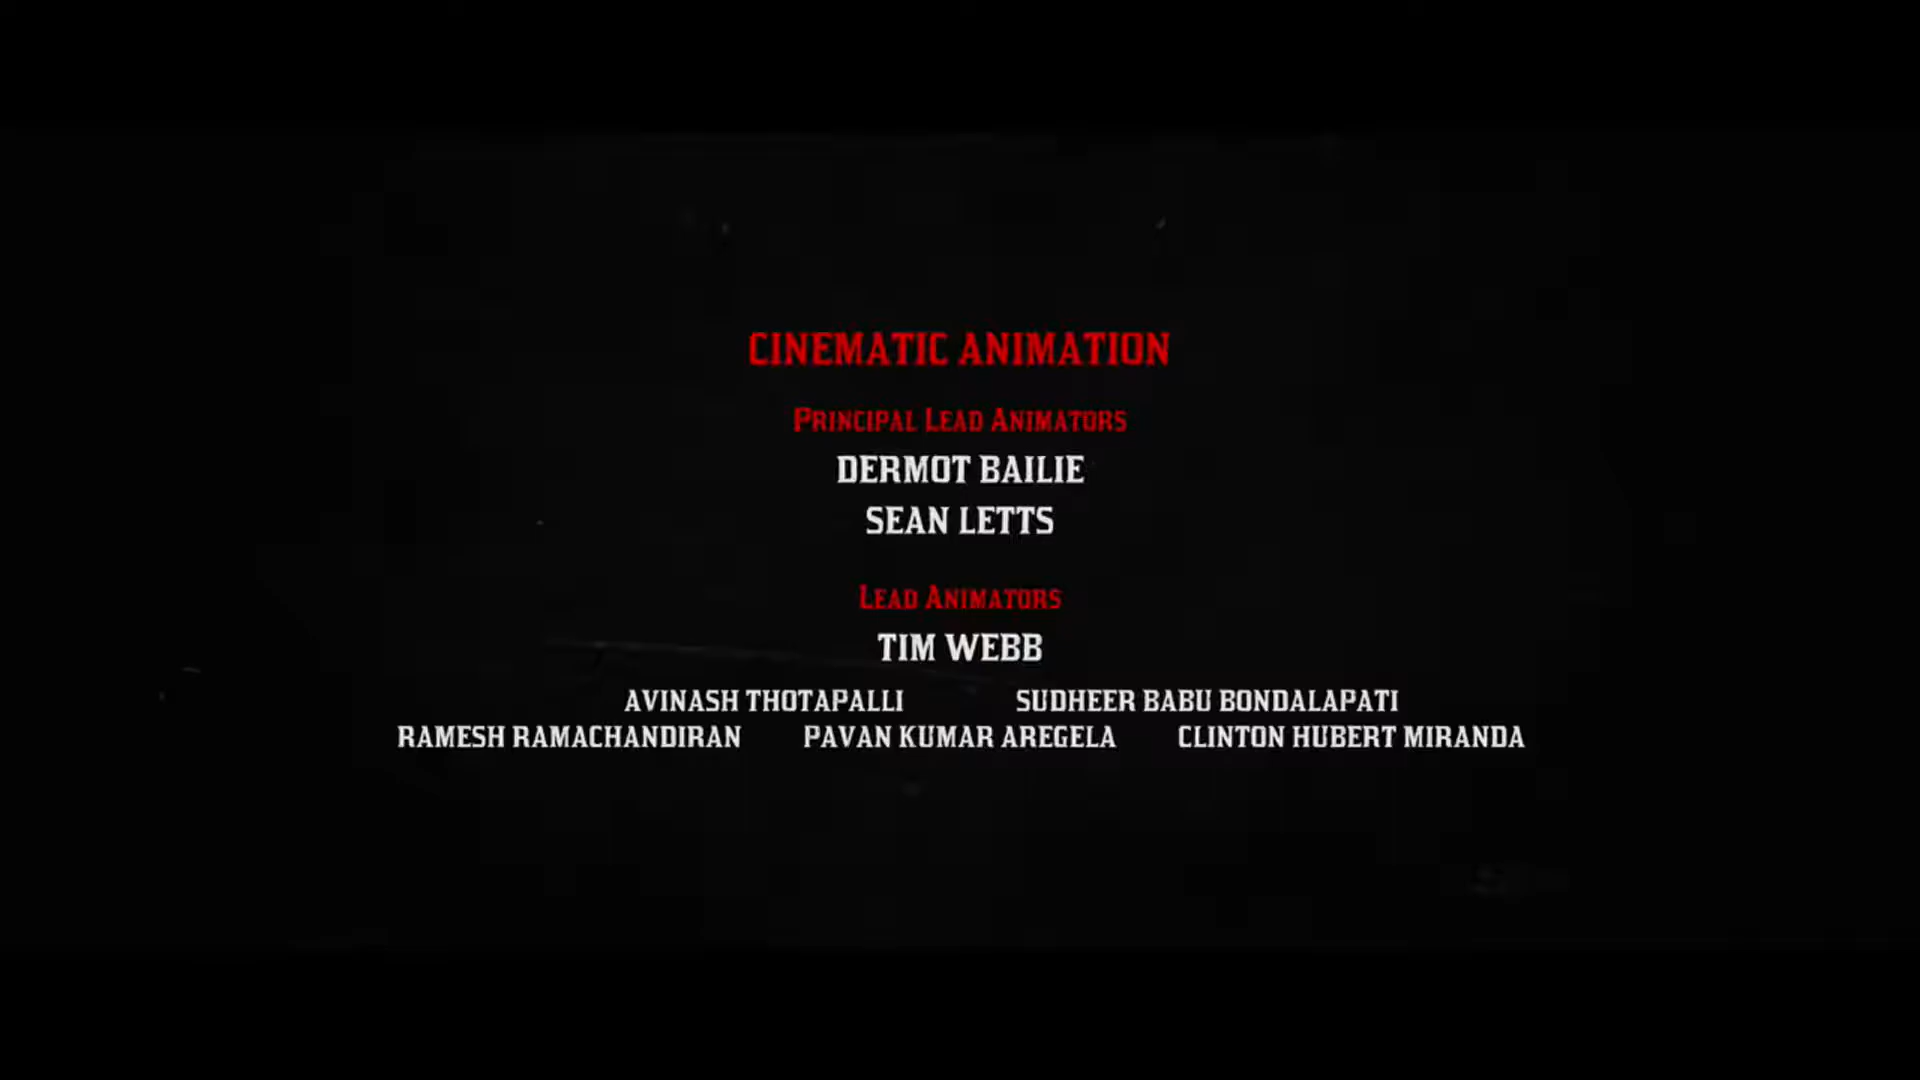 CINEMATIC ANIMATION
PRINCIPAL LEAD ANIMATORS
DERMOT BAILIE
SEAN LETTS
LEAD ANIMATORS
TIM WEBB
AVINASH THOTAPALLI SUDHEER BABU BONDALAPATI
RAMESH RAMACHANDIRAN PAVAN KUMAR AREGELA CLINTON HUBERT MIRANDA